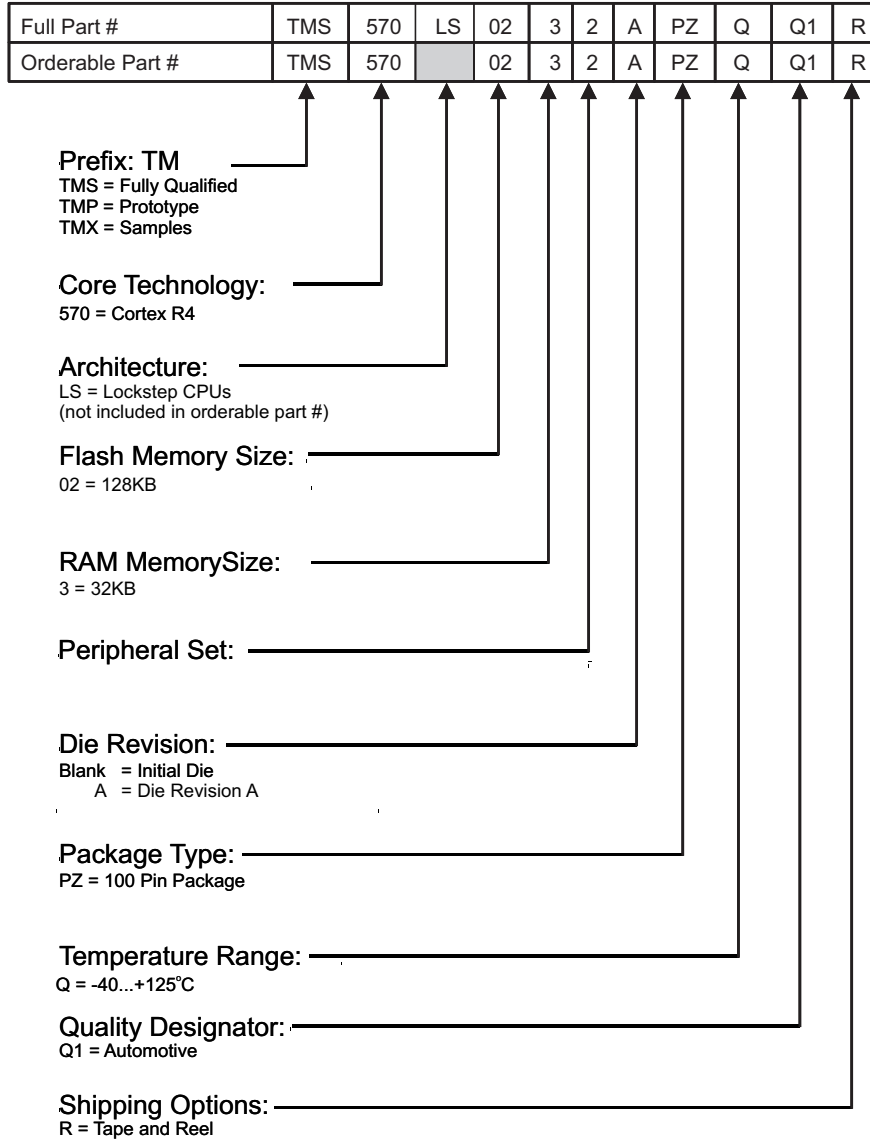 Full Part # TMS 570 LS 02 3 2 A PZ Q Q1 R
Orderable Part # TMS 570 02 3 2 A PZ Q Q1 R
Prefix: TM
TMS = Fully Qualified
TMP = Prototype
TMX = Samples
Core Technology:
570 = Cortex R4
Architecture:
LS = Lockstep CPUs
(not included in orderable part #)
Flash Memory Size:
02 = 128KB
RAM MemorySize:
3 = 32KB
Peripheral Set:
Die Revision:
Blank = Initial Die
A = Die Revision A
Package Type:
PZ = 100 Pin Package
Temperature Range:
Q = -40...+125°C
Quality Designator:
Q1 = Automotive
Shipping Options:
R = Tape and Reel